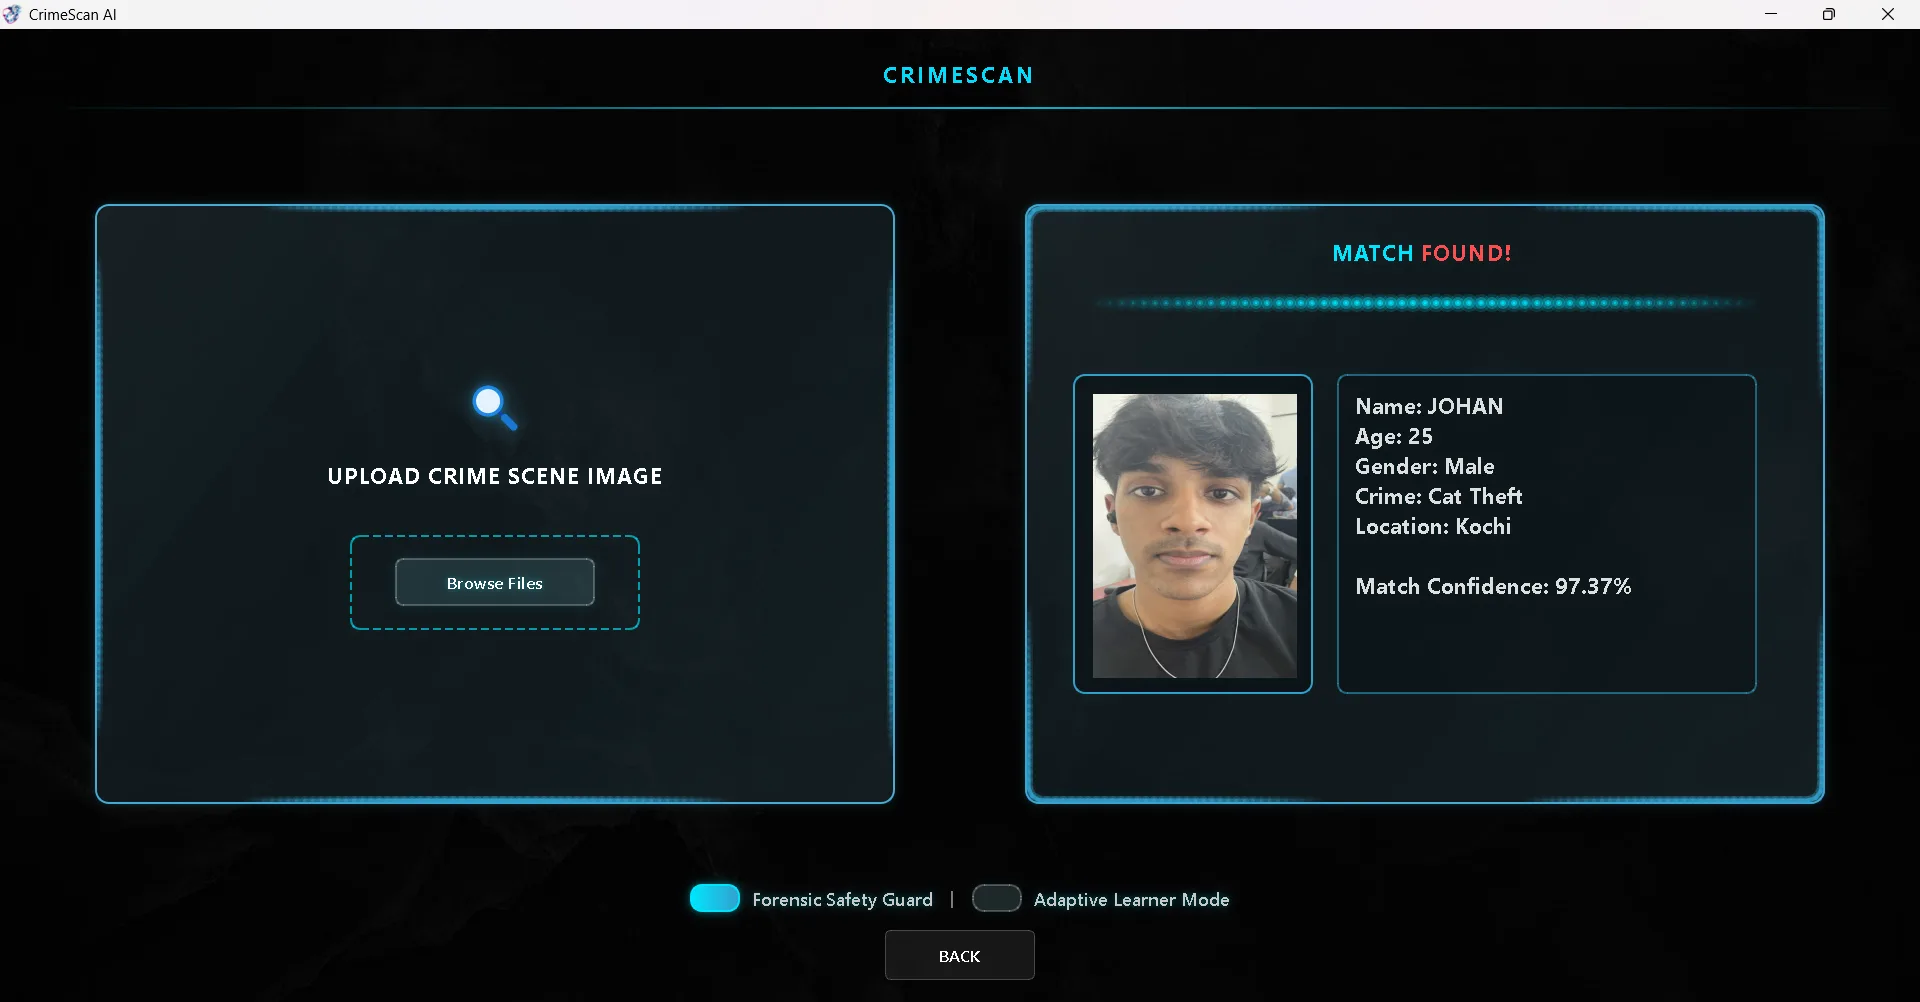 CrimeScan AI
CRIMESCAN
UPLOAD CRIME SCENE IMAGE
Browse Files
MATCH FOUND!
Name: JOHAN
Age: 25
Gender: Male
Crime: Cat Theft
Location: Kochi
Match Confidence: 97.37%
Forensic Safety Guard | Adaptive Learner Mode
BACK